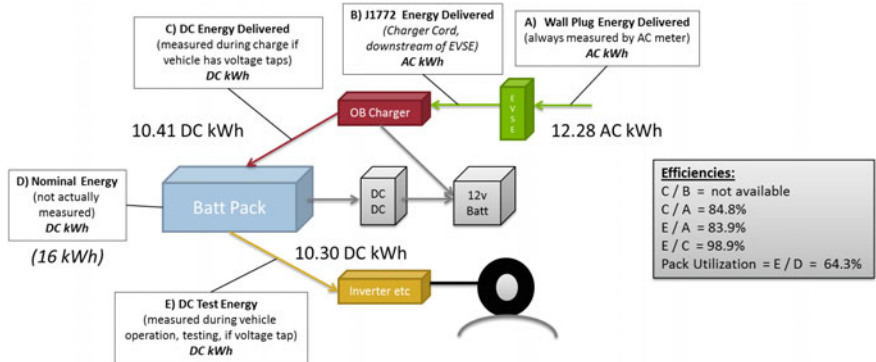 C) DC Energy Delivered
(measured during charge if
vehicle has voltage taps)
DC kWh
B) J1772 Energy Delivered
(Charger Cord,
downstream of EVSE)
AC kWh
A) Wall Plug Energy Delivered
(always measured by AC meter)
AC kWh
OB Charger
E
V
S
E
10.41 DC kWh
12.28 AC kWh
D) Nominal Energy
(not actually
measured)
DC kWh
(16 kWh)
Batt Pack
DC
DC
12v
Batt
Efficiencies:
C / B = not available
C / A = 84.8%
E / A = 83.9%
E / C = 98.9%
Pack Utilization = E / D = 64.3%
10.30 DC kWh
Inverter etc
E) DC Test Energy
(measured during vehicle
operation, testing, if voltage tap)
DC kWh